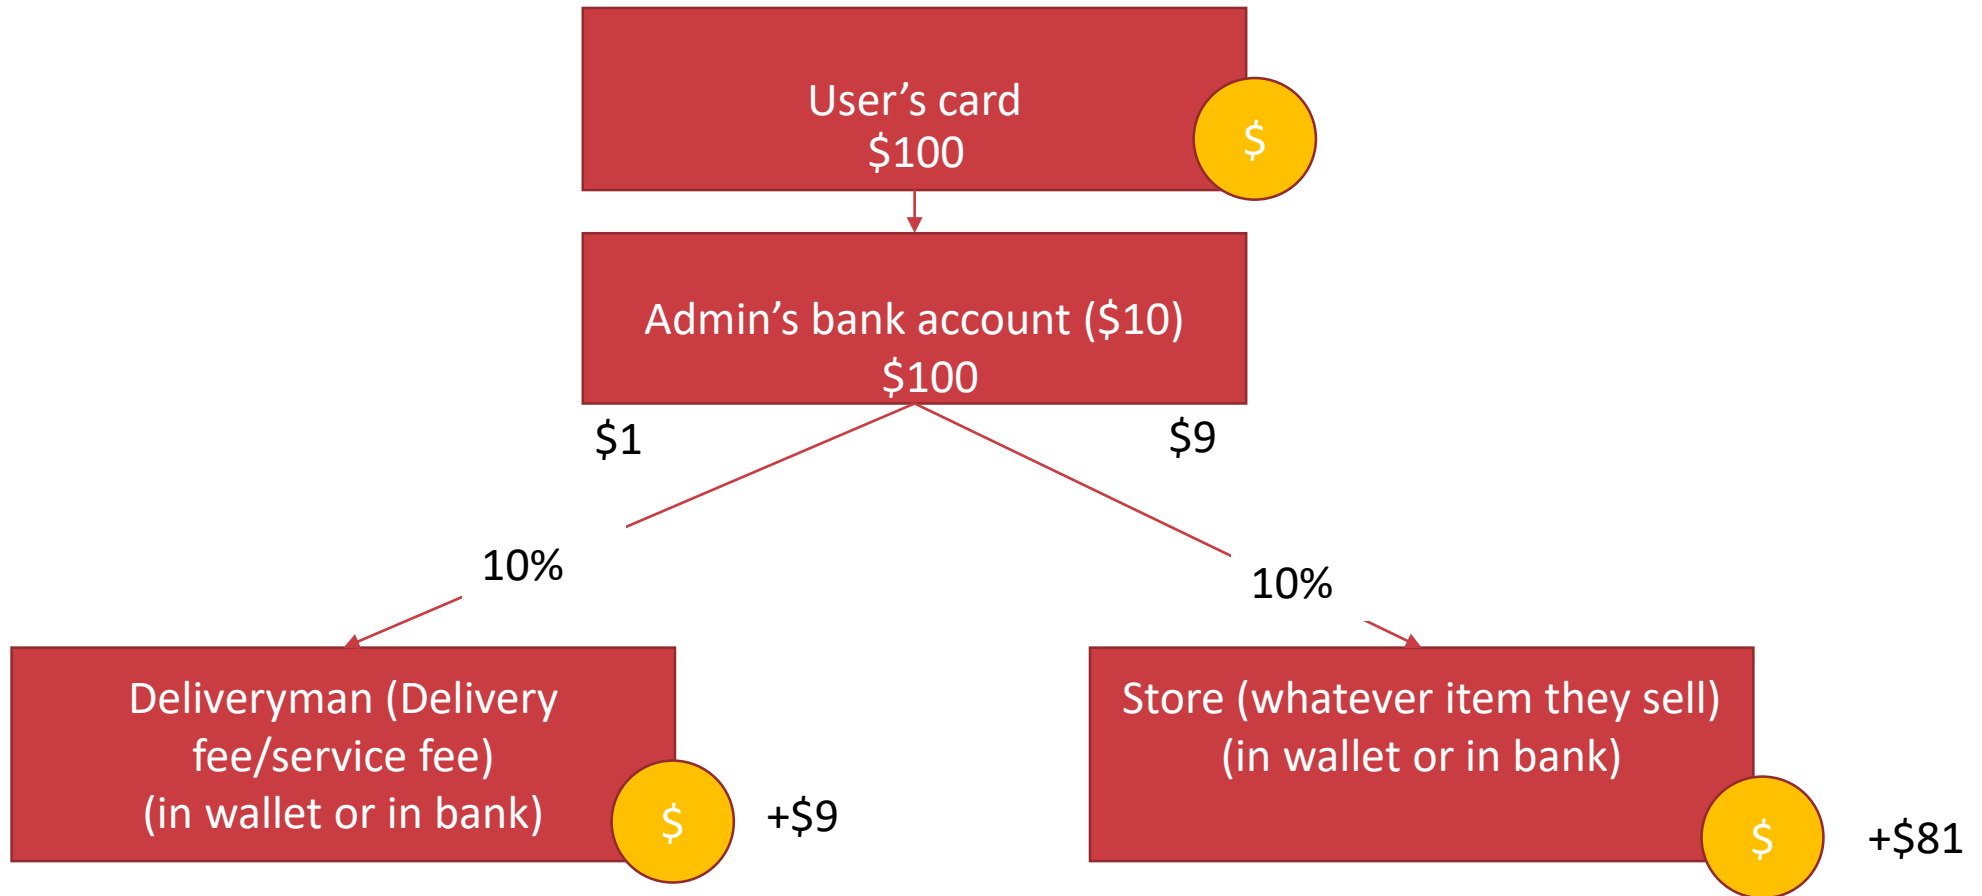 User’s card
$100
$
Admin’s bank account ($10)
$100
$1
$9
10%
10%
Deliveryman (Delivery
fee/service fee)
(in wallet or in bank)
$
+$9
Store (whatever item they sell)
(in wallet or in bank)
$
+$81